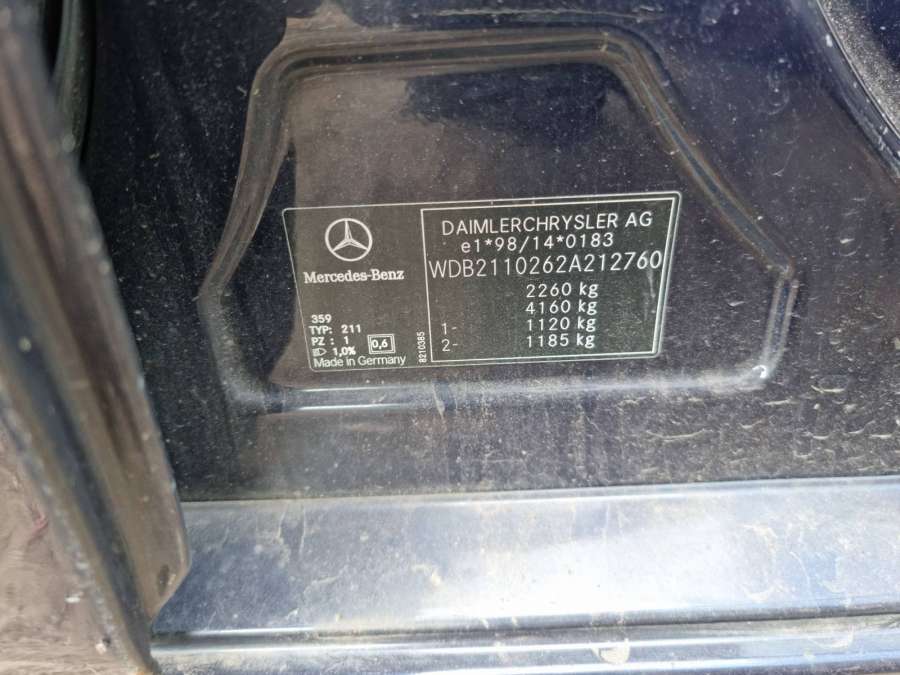 Mercedes-Benz
359
TYP: 211
PZ : 1
1,0%
0,6
Made in Germany
8210385
DAIMLERCHRYSLER AG
e1*98/14*0183
WDB2110262A212760
2260 kg
4160 kg
1- 1120 kg
2- 1185 kg